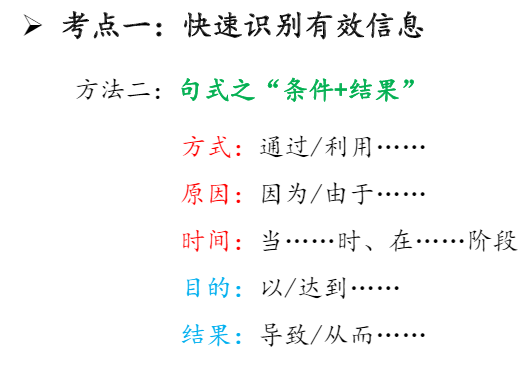 ➢ 考点一：快速识别有效信息
方法二：句式之“条件+结果”
方式：通过/利用……
原因：因为/由于……
时间：当……时、在……阶段
目的：以/达到……
结果：导致/从而……